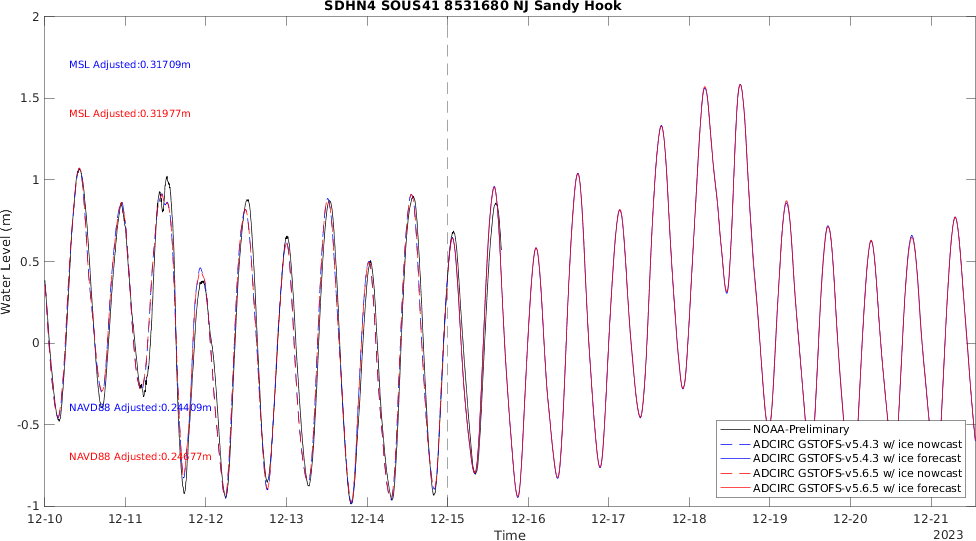 SDHN4 SOUS41 8531680 NJ Sandy Hook
Water Level (m)
2
1.5
1
0.5
0
-0.5
-1
MSL Adjusted:0.31709m
MSL Adjusted:0.31977m
NAVD88 Adjusted:0.24409m
NAVD88 Adjusted:0.24677m
NOAA-Preliminary
ADCIRC GSTOFS-v5.4.3 w/ ice nowcast
ADCIRC GSTOFS-v5.4.3 w/ ice forecast
ADCIRC GSTOFS-v5.6.5 w/ ice nowcast
ADCIRC GSTOFS-v5.6.5 w/ ice forecast
12-10 12-11 12-12 12-13 12-14 12-15 12-16 12-17 12-18 12-19 12-20 12-21
Time
2023